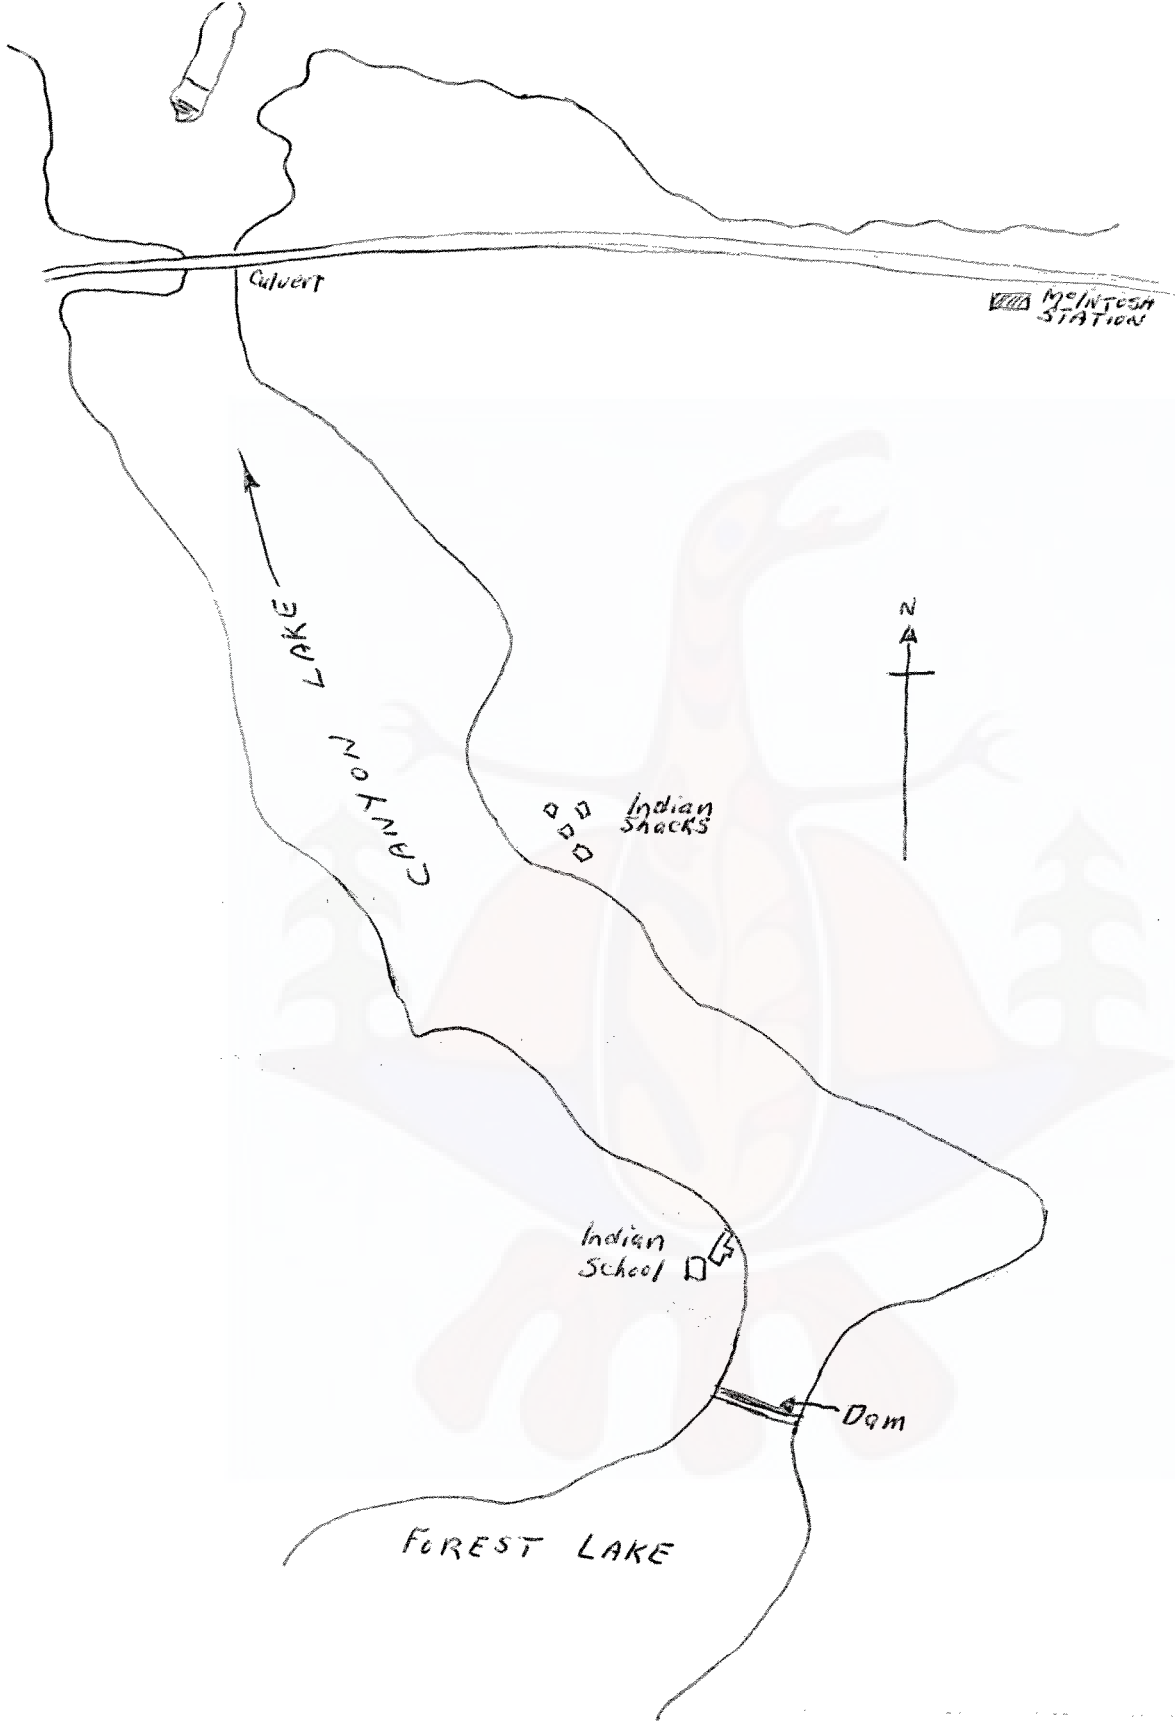 Culvert
McINTOSH
STATION
CANYON LAKE
N
Indian
Shacks
Indian
School
Dam
FOREST LAKE